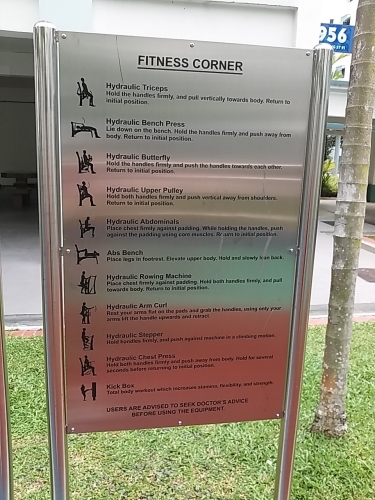 956
FITNESS CORNER
Hydraulic Triceps
Hold the handles firmly, and pull vertically towards body. Return to
initial position.
Hydraulic Bench Press
Lie down on the bench. Hold the handles firmly and push away from
body. Return to initial position.
Hydraulic Butterfly
Hold the handles firmly and push the handles towards each other.
Return to initial position.
Hydraulic Upper Pulley
Hold both handles firmly and push vertical away from shoulders.
Return to initial position.
Hydraulic Abdominals
Place chest firmly against padding. While holding the handles, push
against the padding using core muscles. Return to initial position.
Abs Bench
Place legs in footrest. Elevate upper body. Hold and slowly lean back.
Hydraulic Rowing Machine
Place chest firmly against padding. Hold both handles firmly, and pull
towards body. Return to initial position.
Hydraulic Arm Curl
Rest your arms flat on the pads and grab the handles, using only your
arms lift the handle upwards and retract
Hydraulic Stepper
Hold handles firmly, and push against machine in a climbing motion.
Hydraulic Chest Press
Hold both handles firmly and push away from body. Hold for several
seconds before returning to initial position.
Kick Box
Total body workout which increases stamina, flexibility, and strength.
USERS ARE ADVISED TO SEEK DOCTOR'S ADVICE
BEFORE USING THE EQUIPMENT.